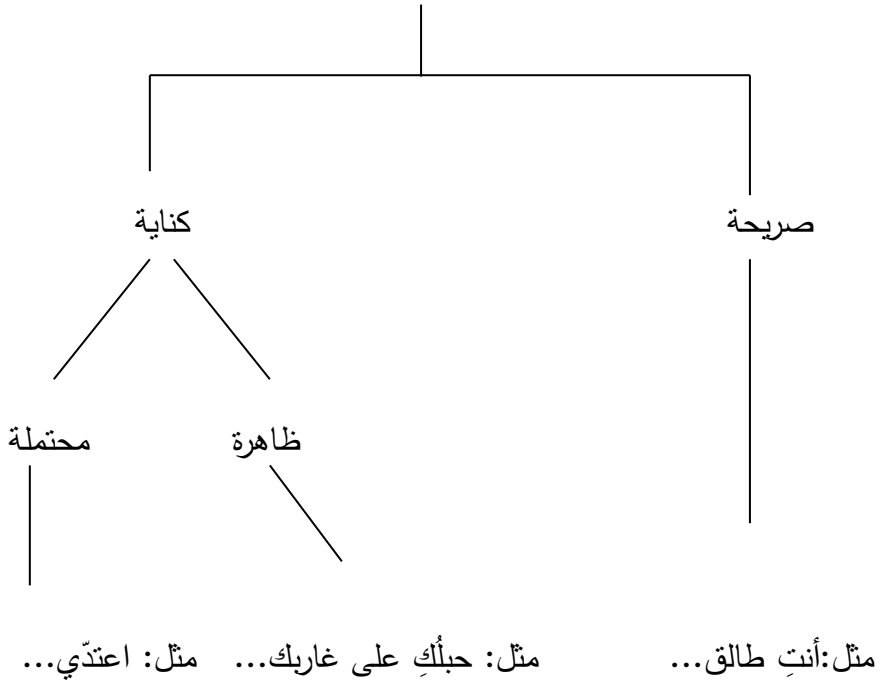 صريحة كناية
ظاهرة محتملة
مثل:أنتِ طالق... مثل: حبلُكِ على غاربك... مثل: اعتدّي...